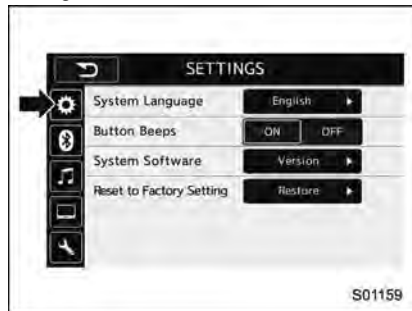 SETTINGS
System Language English
Button Beeps ON OFF
System Software Version
Reset to Factory Setting Restore
S01159